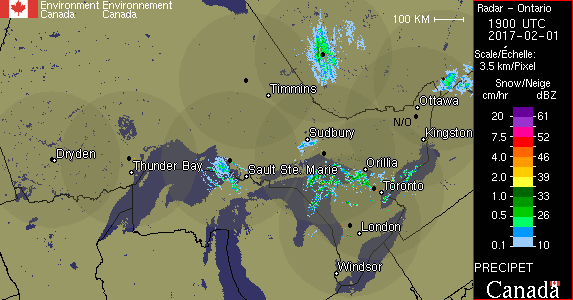 Environment Environnement
Canada Canada
100 KM
Radar - Ontario
1900 UTC
2017-02-01
Scale/Échelle:
3.5 km/Pixel
Snow/Neige
cm/hr dBZ
20 61
7.5 52
4.0 46
2.0 39
1.0 33
0.5 26
0.1 10
PRECIPET
Canada
Timmins
Ottawa
N/O
Kingston
Sudbury
Dryden
Thunder Bay
Sault Ste. Marie
Orillia
Toronto
London
Windsor